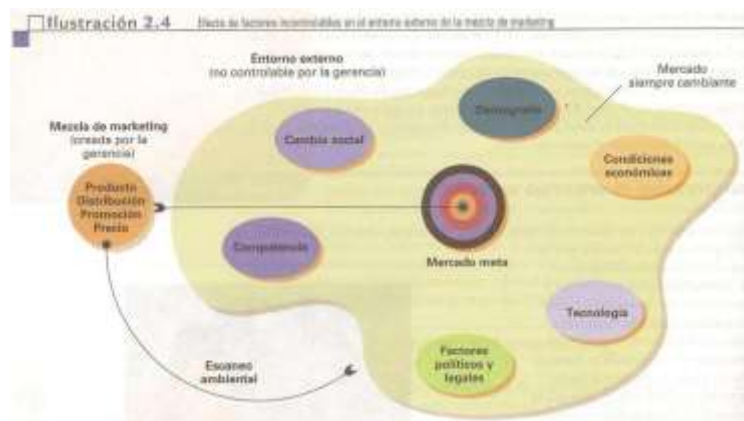 Ilustración 2.4 Efecto de factores incontrolables en el entorno externo de la mezcla de marketing
Entorno externo
(no controlable por la gerencia)
Mercado
siempre cambiante
Demografía
Mezcla de marketing
(creada por la
gerencia)
Cambio social
Condiciones
económicas
Producto
Distribución
Promoción
Precio
Competencia
Mercado meta
Tecnología
Factores
políticos y
legales
Escaneo
ambiental